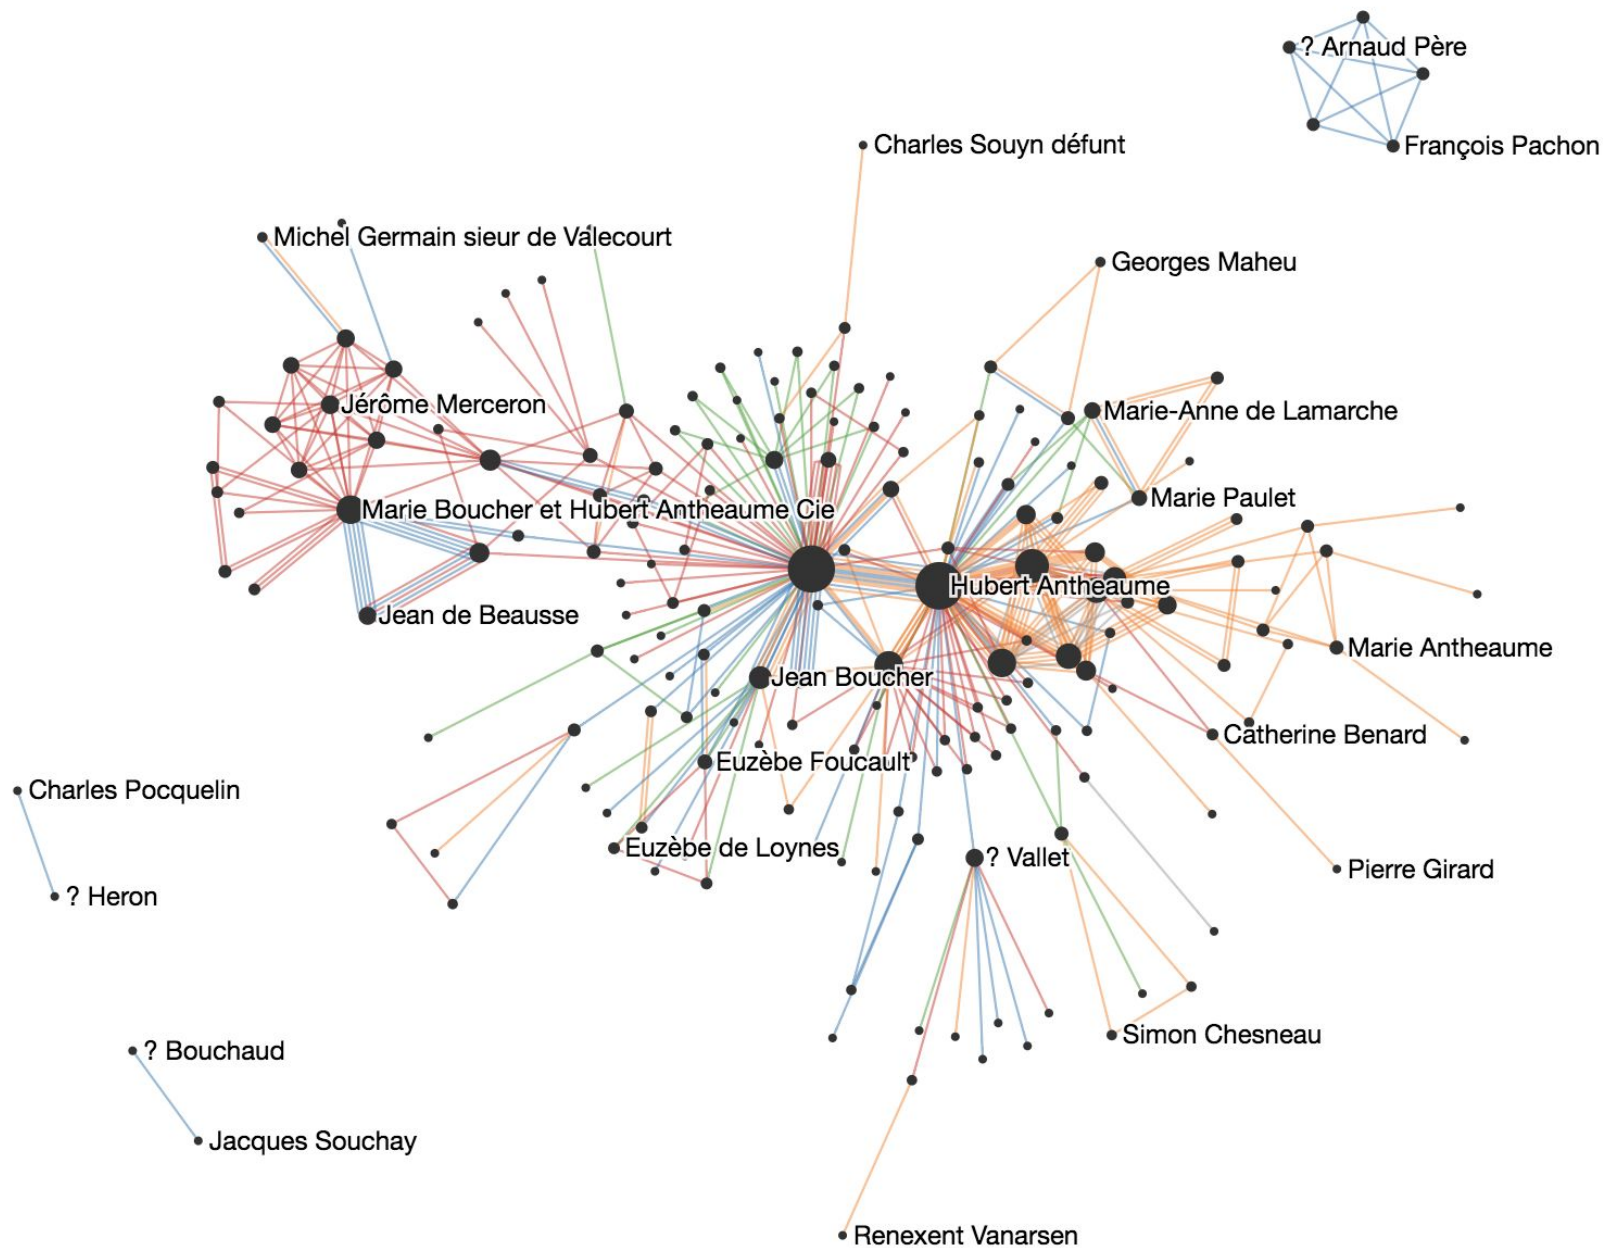 ? Arnaud Père
François Pachon
Charles Souyn défunt
Michel Germain sieur de Valecourt
Georges Maheu
Jérôme Merceron
Marie-Anne de Lamarche
Marie Paulet
Marie Boucher et Hubert Antheaume Cie
Hubert Antheaume
Jean de Beausse
Marie Antheaume
Jean Boucher
Catherine Benard
Euzèbe Foucault
Charles Pocquelin
Euzèbe de Loynes
? Vallet
Pierre Girard
? Heron
Simon Chesneau
? Bouchaud
Jacques Souchay
Renexent Vanarsen